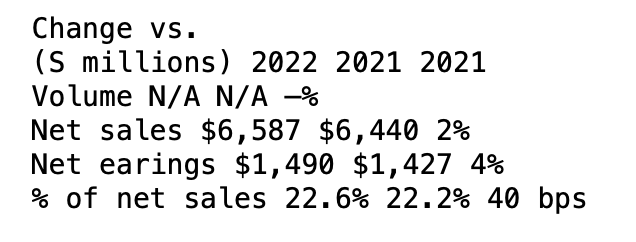 Change vs.
(S millions) 2022 2021 2021
Volume N/A N/A —%
Net sales $6,587 $6,440 2%
Net earings $1,490 $1,427 4%
% of net sales 22.6% 22.2% 40 bps